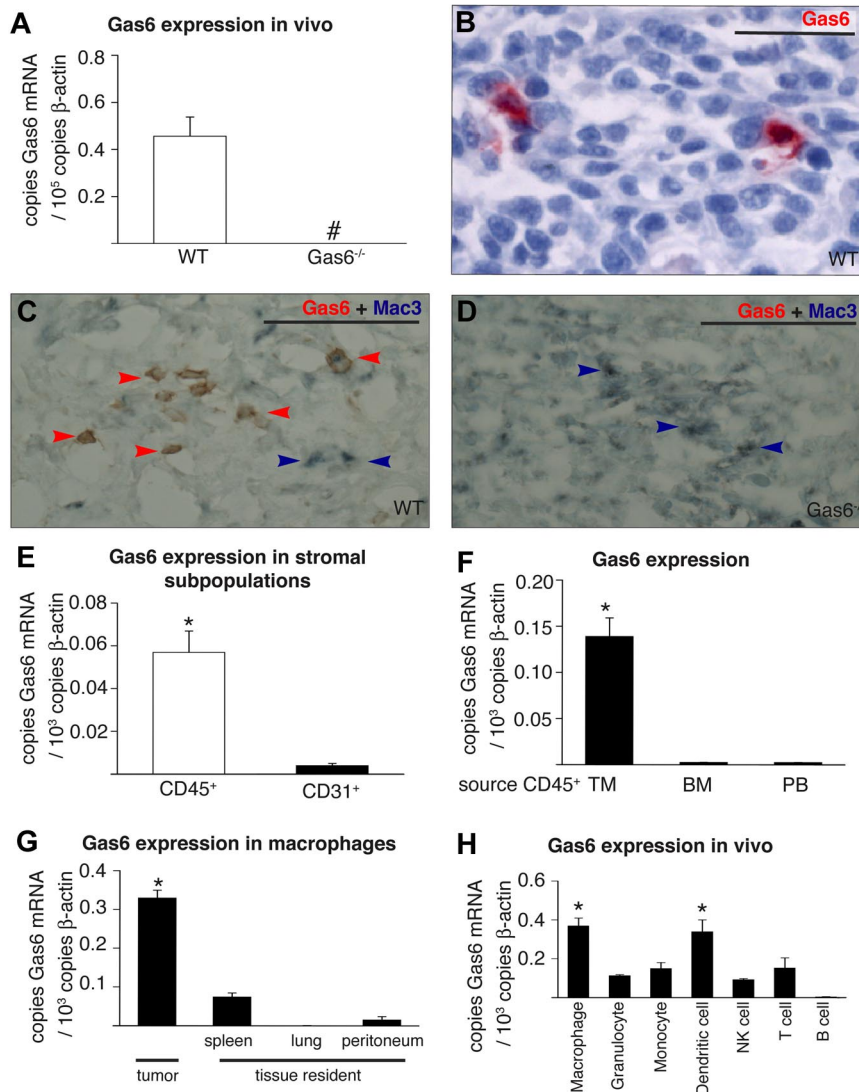 A
Gas6 expression in vivo
copies Gas6 mRNA
/ 10⁵ copies β-actin
0.8
0.6
0.4
0.2
#
WT
Gas6⁻/⁻
B
Gas6
WT
C
Gas6 + Mac3
WT
D
Gas6 + Mac3
Gas6⁻
E
Gas6 expression in stromal
subpopulations
copies Gas6 mRNA
/ 10³ copies β-actin
0.08
0.06
0.04
0.02
*
CD45⁺
CD31⁺
F
Gas6 expression
copies Gas6 mRNA
/ 10³ copies β-actin
0.20
0.15
0.10
0.05
*
source CD45⁺ TM BM PB
G
Gas6 expression in macrophages
copies Gas6 mRNA
/ 10³ copies β-actin
0.4
0.3
0.2
0.1
*
spleen lung peritoneum
tumor tissue resident
H
Gas6 expression in vivo
copies Gas6 mRNA
/ 10³ copies β-actin
0.6
0.4
0.2
* *
Macrophage
Granulocyte
Monocyte
Dendritic cell
NK cell
T cell
B cell